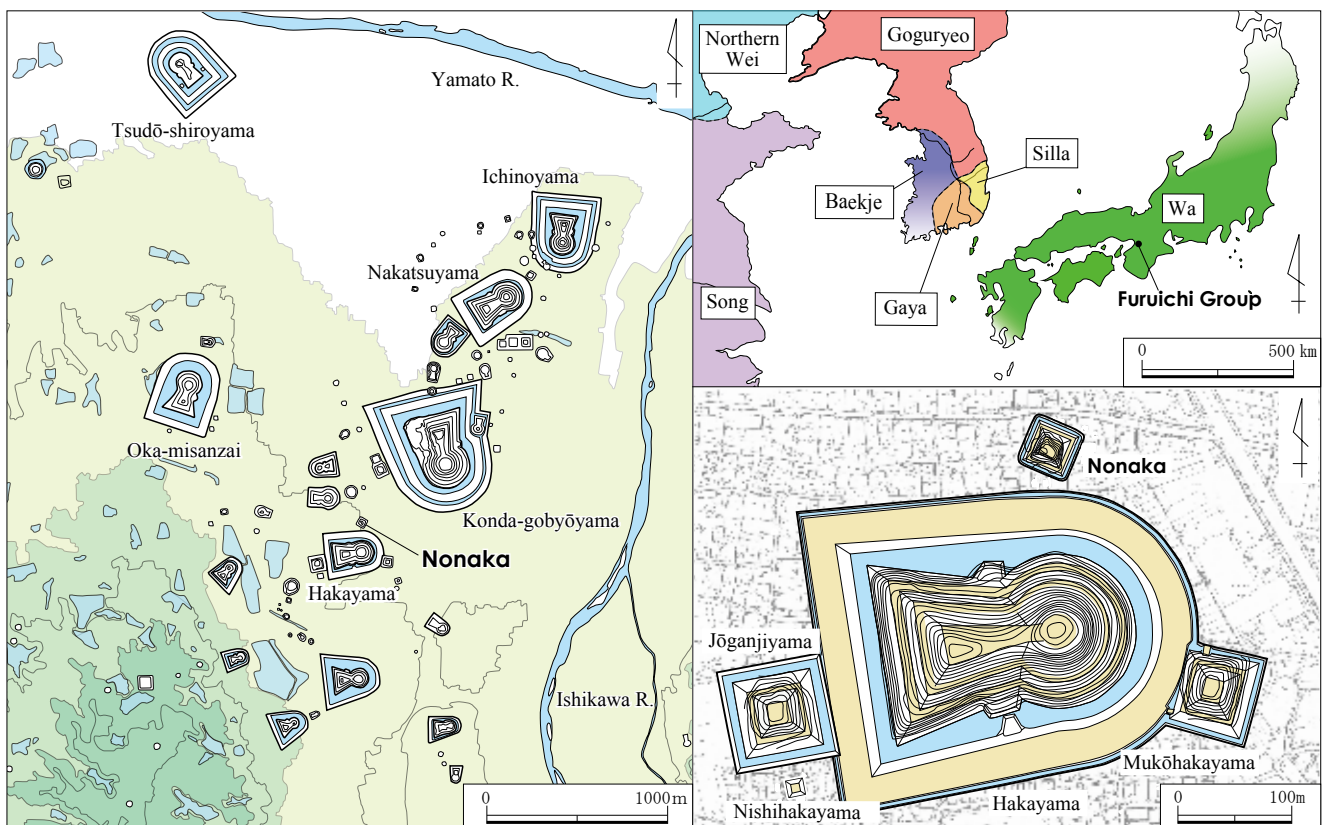 Yamato R.
Tsudō-shiroyama
Ichinoyama
Nakatsuyama
Oka-misanzai
Konda-gobyōyama
Nonaka
Hakayama
Ishikawa R.
0 1000m
Northern
Wei
Goguryeo
Silla
Baekje
Wa
Gaya
Song
Furuichi Group
0 500 km
Nonaka
Jōganjiyama
Mukōhakayama
Nishihakayama
Hakayama
0 100m